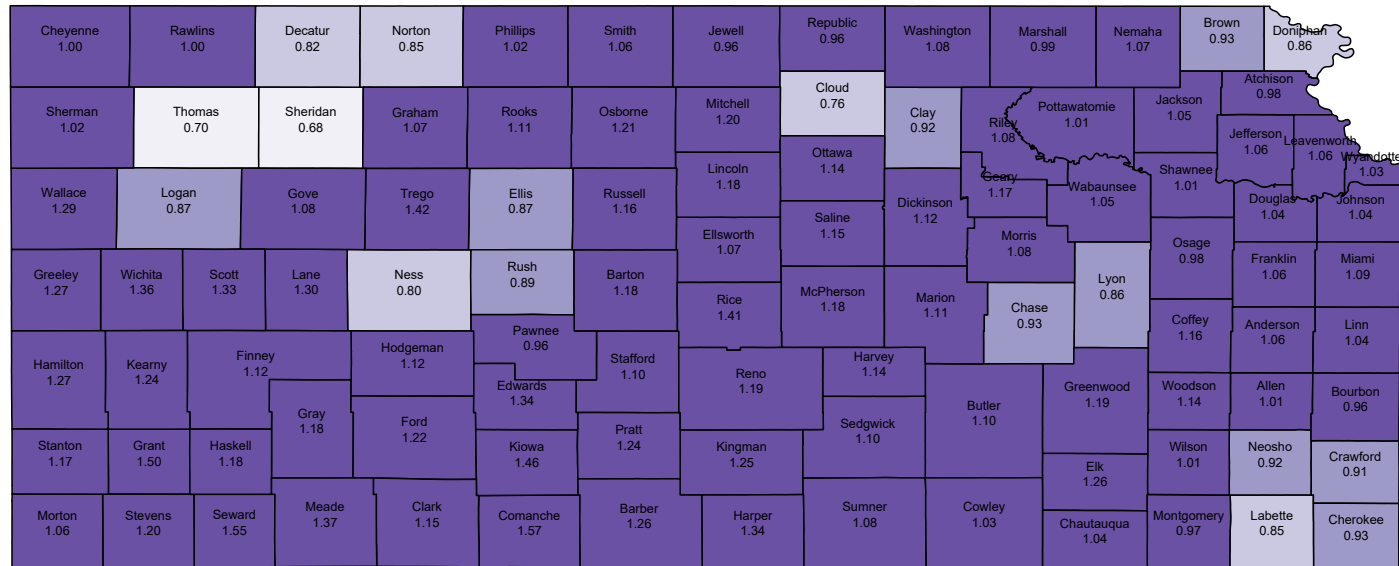 Cheyenne
1.00
Rawlins
1.00
Decatur
0.82
Norton
0.85
Phillips
1.02
Smith
1.06
Jewell
0.96
Republic
0.96
Washington
1.08
Marshall
0.99
Nemaha
1.07
Brown
0.93
Doniphan
0.86
Sherman
1.02
Thomas
0.70
Sheridan
0.68
Graham
1.07
Rooks
1.11
Osborne
1.21
Mitchell
1.20
Cloud
0.76
Clay
0.92
Riley
1.08
Pottawatomie
1.01
Jackson
1.05
Atchison
0.98
Jefferson
1.06
Leavenworth
1.06
Wyandotte
1.03
Wallace
1.29
Logan
0.87
Gove
1.08
Trego
1.42
Ellis
0.87
Russell
1.16
Lincoln
1.18
Ottawa
1.14
Dickinson
1.12
Geary
1.17
Wabaunsee
1.05
Shawnee
1.01
Douglas
1.04
Johnson
1.04
Greeley
1.27
Wichita
1.36
Scott
1.33
Lane
1.30
Ness
0.80
Rush
0.89
Barton
1.18
Ellsworth
1.07
Saline
1.15
Morris
1.08
Lyon
0.86
Osage
0.98
Franklin
1.06
Miami
1.09
Rice
1.41
McPherson
1.18
Marion
1.11
Chase
0.93
Coffey
1.16
Anderson
1.06
Linn
1.04
Hamilton
1.27
Kearny
1.24
Finney
1.12
Hodgeman
1.12
Pawnee
0.96
Stafford
1.10
Edwards
1.34
Reno
1.19
Harvey
1.14
Butler
1.10
Greenwood
1.19
Woodson
1.14
Allen
1.01
Bourbon
0.96
Gray
1.18
Ford
1.22
Pratt
1.24
Sedgwick
1.10
Stanton
1.17
Grant
1.50
Haskell
1.18
Kiowa
1.46
Kingman
1.25
Elk
1.26
Wilson
1.01
Neosho
0.92
Crawford
0.91
Morton
1.06
Stevens
1.20
Seward
1.55
Meade
1.37
Clark
1.15
Comanche
1.57
Barber
1.26
Harper
1.34
Sumner
1.08
Cowley
1.03
Chautauqua
1.04
Montgomery
0.97
Labette
0.85
Cherokee
0.93